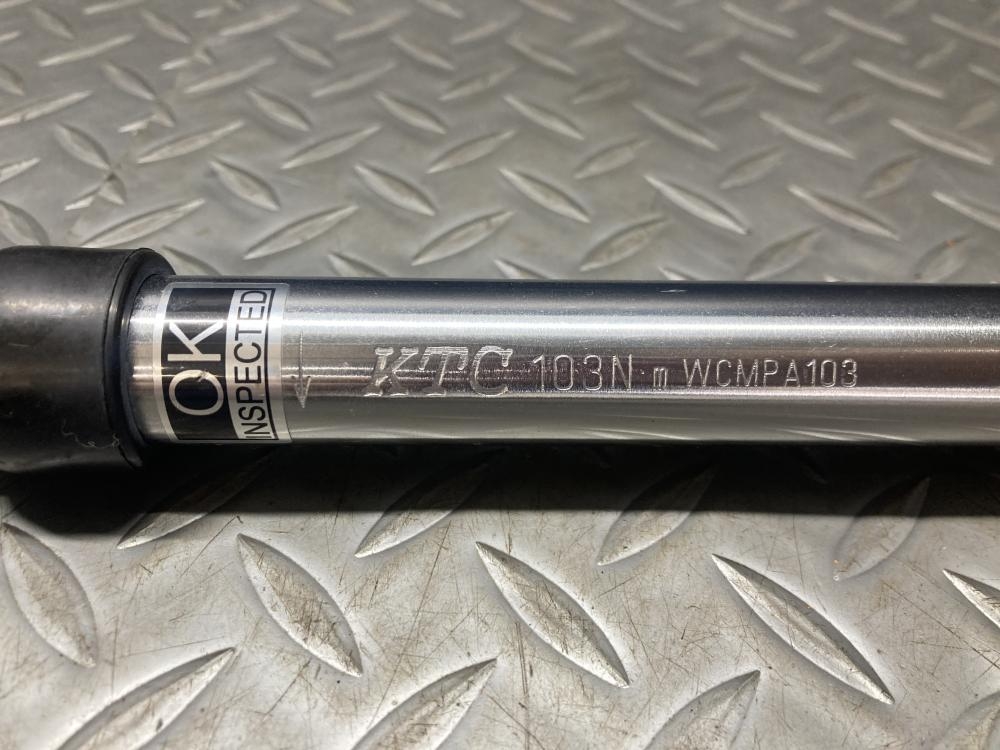 OK
INSPECTED
KTC 103N m WCMPA103